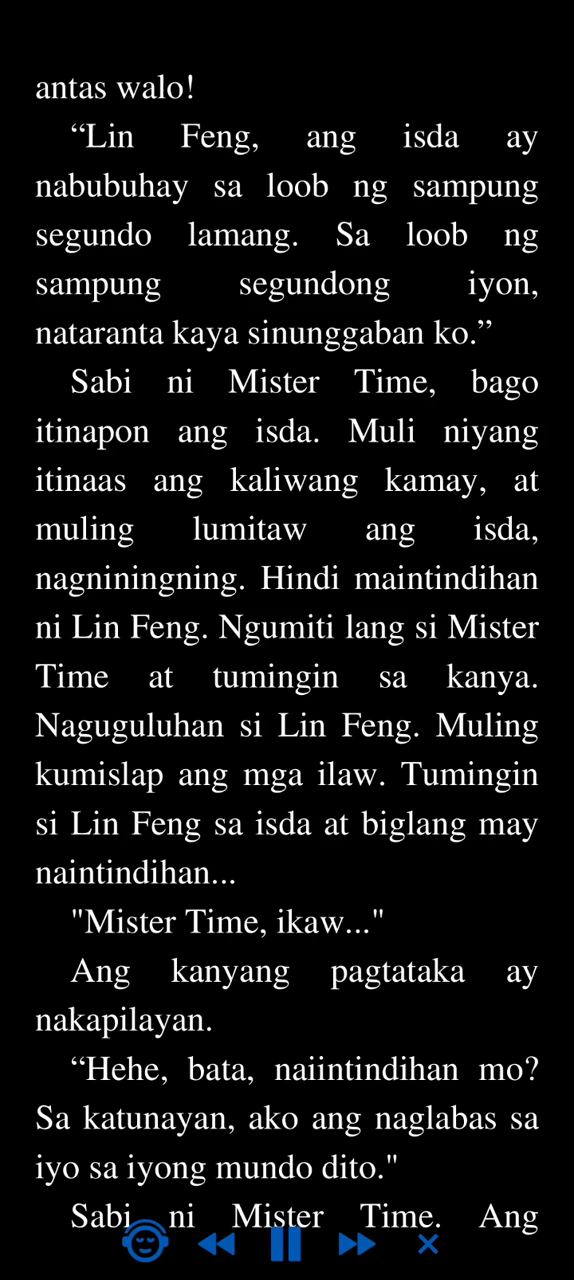 antas walo!
“Lin Feng, ang isda ay
nabubuhay sa loob ng sampung
segundo lamang. Sa loob ng
sampung segundong iyon,
nataranta kaya sinunggaban ko.”
Sabi ni Mister Time, bago
itinapon ang isda. Muli niyang
itinaas ang kaliwang kamay, at
muling lumitaw ang isda,
nagniningning. Hindi maintindihan
ni Lin Feng. Ngumiti lang si Mister
Time at tumingin sa kanya.
Naguguluhan si Lin Feng. Muling
kumislap ang mga ilaw. Tumingin
si Lin Feng sa isda at biglang may
naintindihan...
"Mister Time, ikaw..."
Ang kanyang pagtataka ay
nakapilayan.
“Hehe, bata, naiintindihan mo?
Sa katunayan, ako ang naglabas sa
iyo sa iyong mundo dito."
Sabi ni Mister Time. Ang